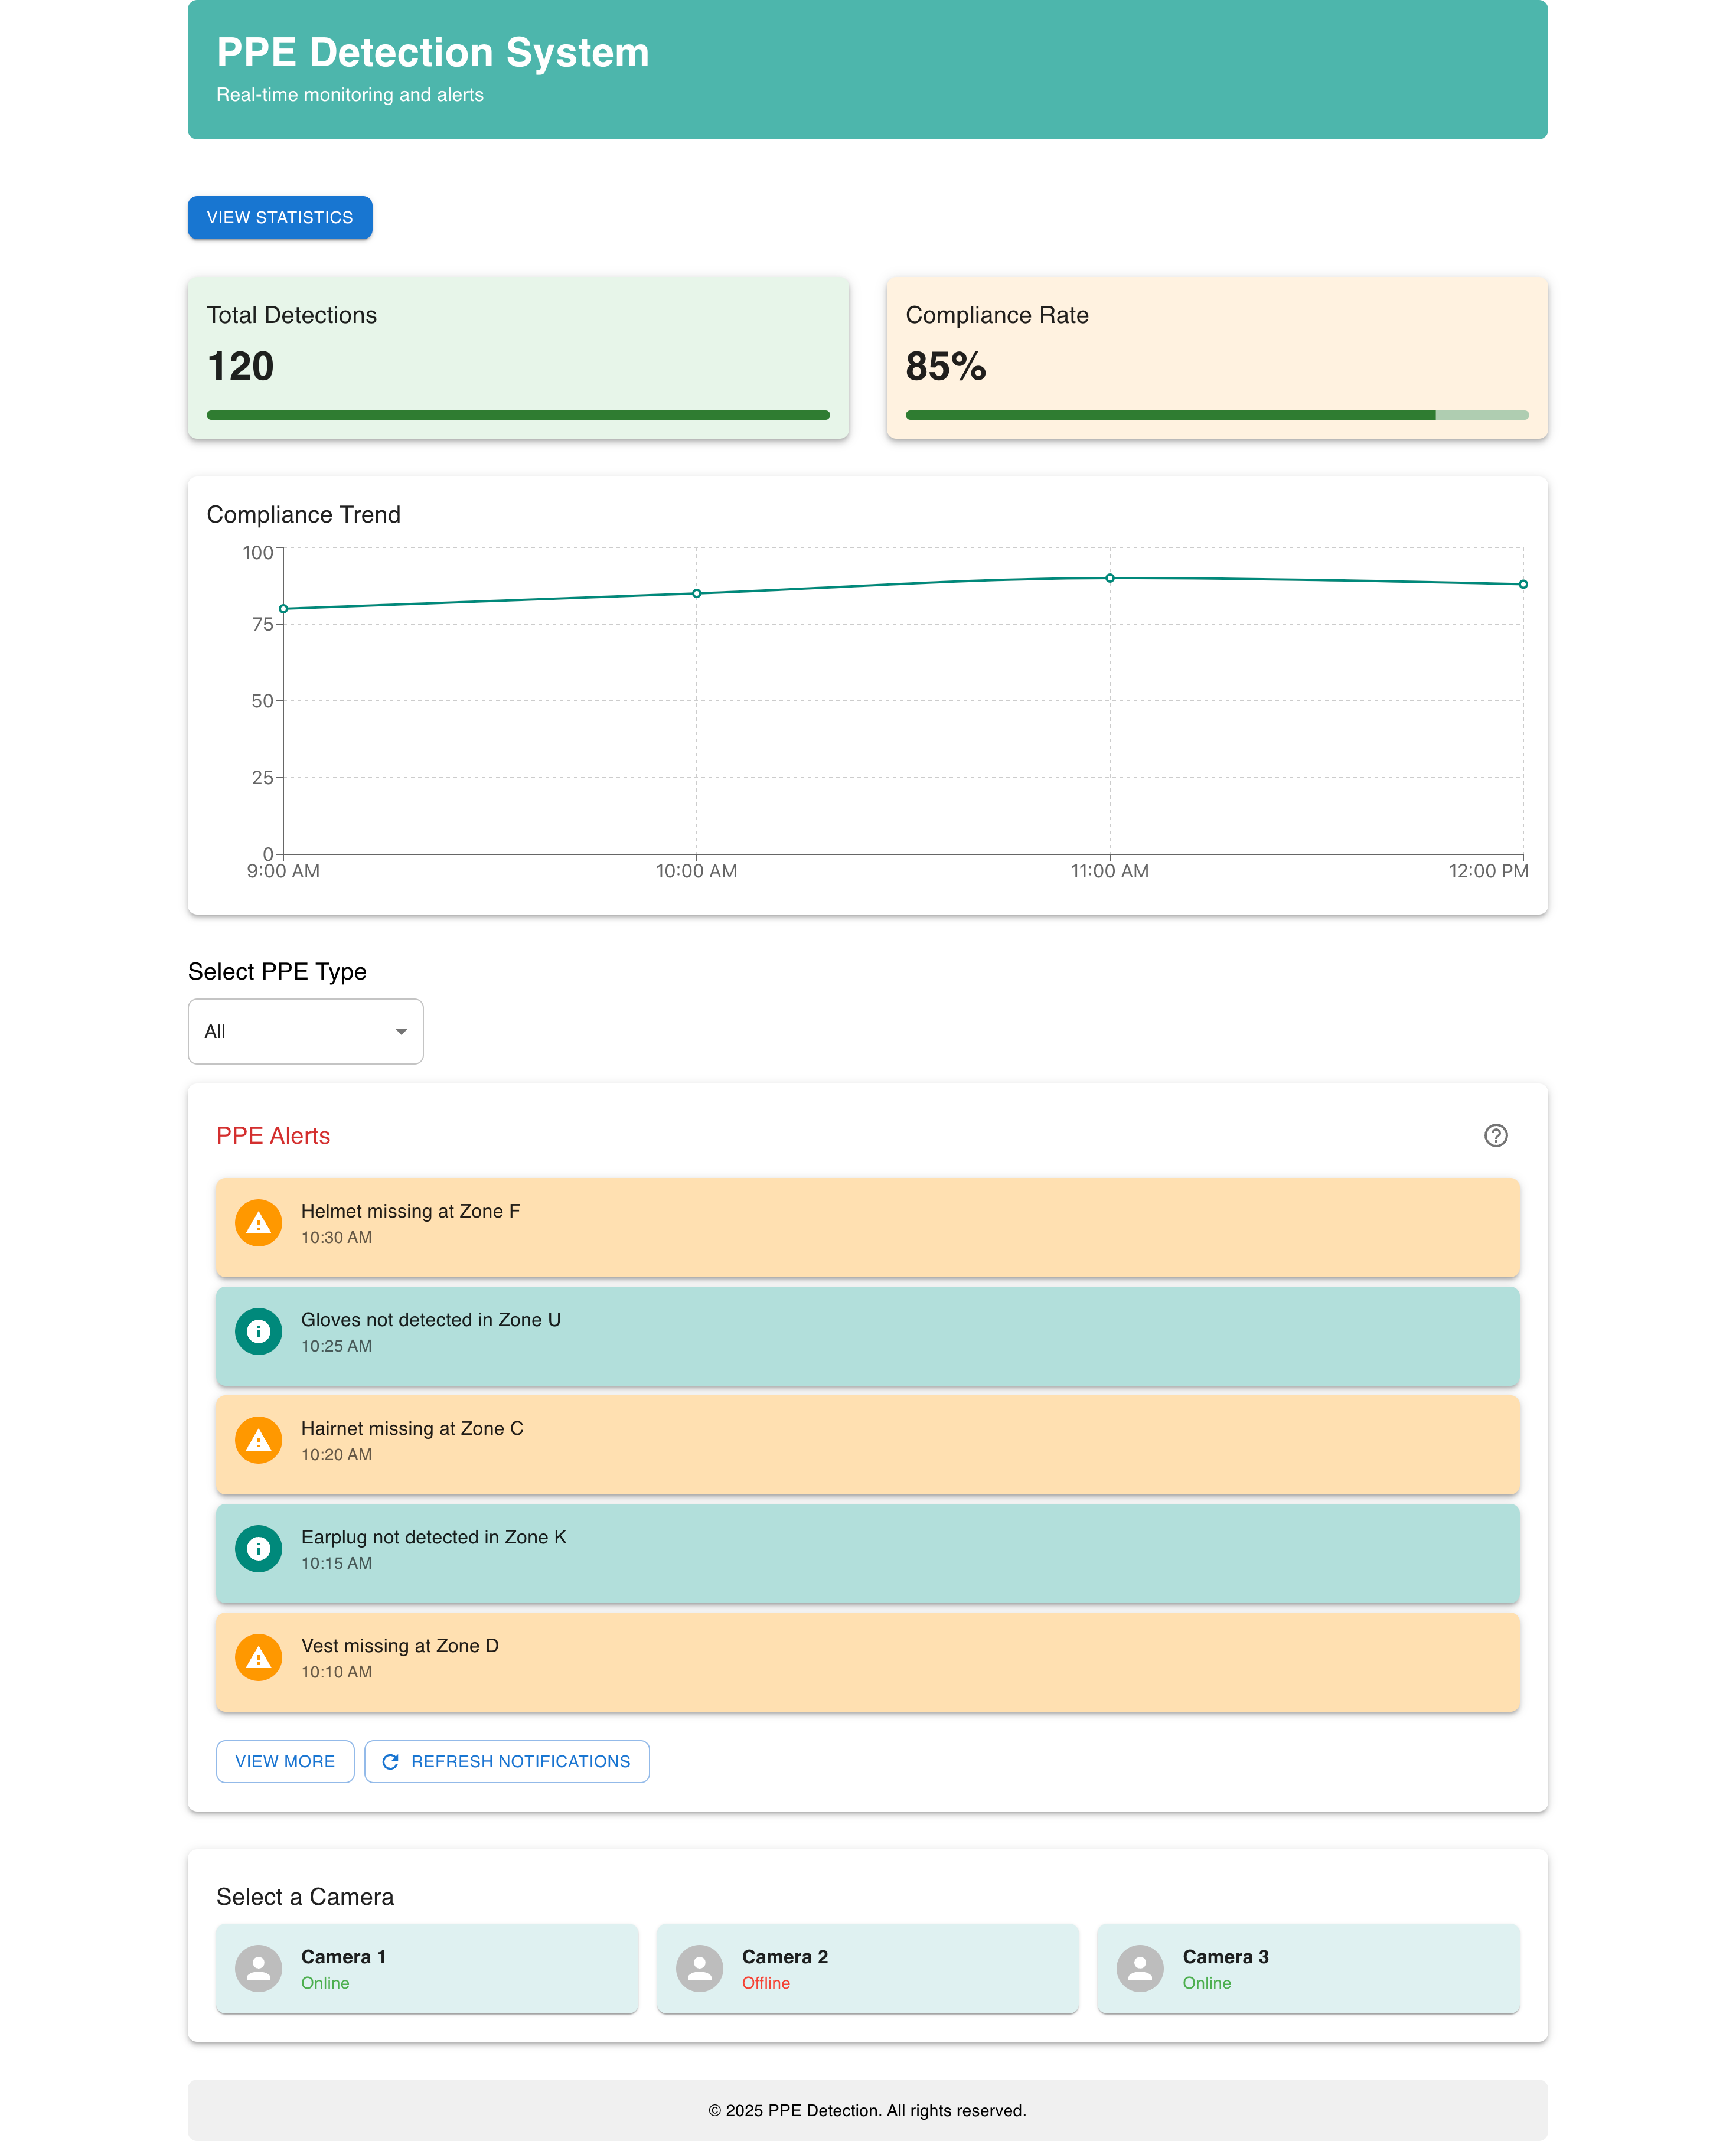 PPE Detection System
Real-time monitoring and alerts
VIEW STATISTICS
Total Detections
120
Compliance Rate
85%
Compliance Trend
100
75
50
25
0
9:00 AM
10:00 AM
11:00 AM
12:00 PM
Select PPE Type
All
PPE Alerts
Helmet missing at Zone F
10:30 AM
Gloves not detected in Zone U
10:25 AM
Hairnet missing at Zone C
10:20 AM
Earplug not detected in Zone K
10:15 AM
Vest missing at Zone D
10:10 AM
VIEW MORE
REFRESH NOTIFICATIONS
Select a Camera
Camera 1
Online
Camera 2
Offline
Camera 3
Online
© 2025 PPE Detection. All rights reserved.